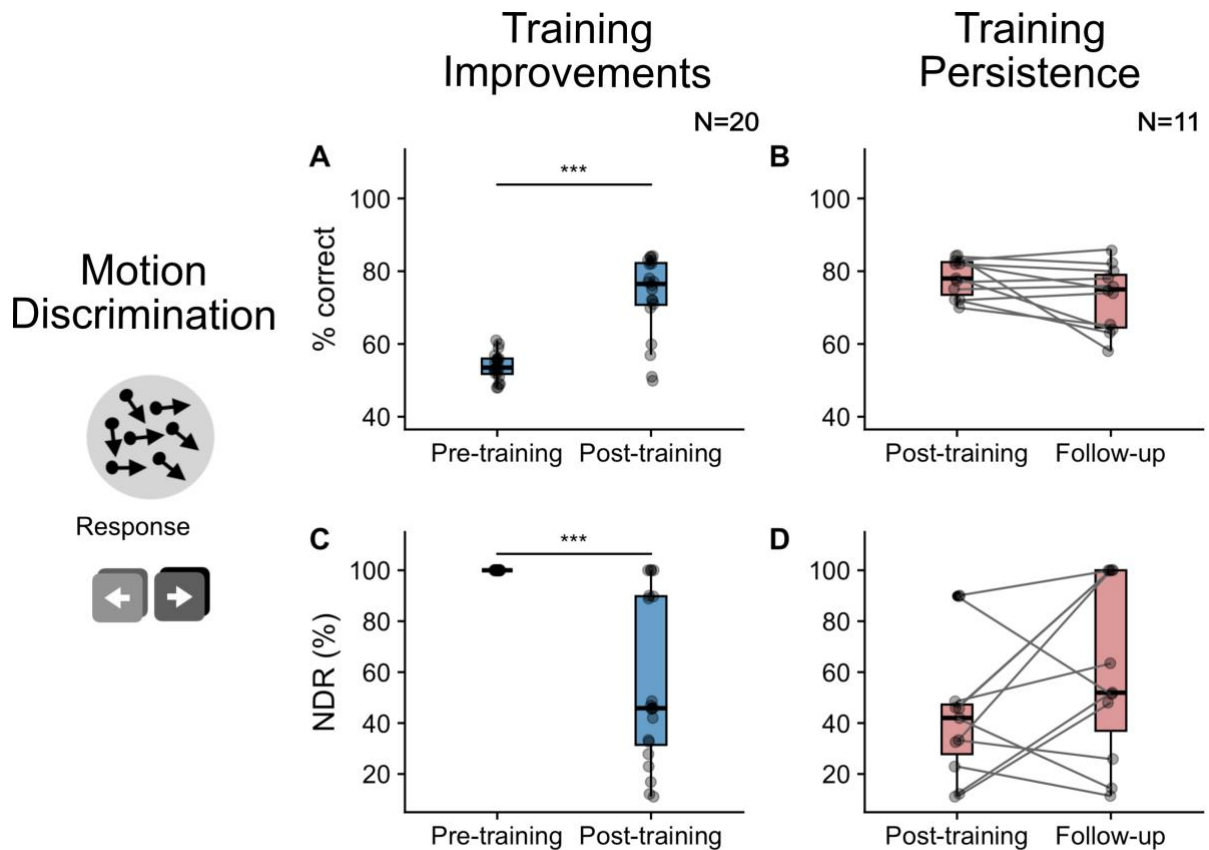 Training
Improvements
Training
Persistence
N=20
N=11
Motion
Discrimination
Response
A
***
% correct
100
80
60
40
Pre-training Post-training
B
100
80
60
40
Post-training Follow-up
C
***
NDR (%)
100
80
60
40
20
Pre-training Post-training
D
100
80
60
40
20
Post-training Follow-up